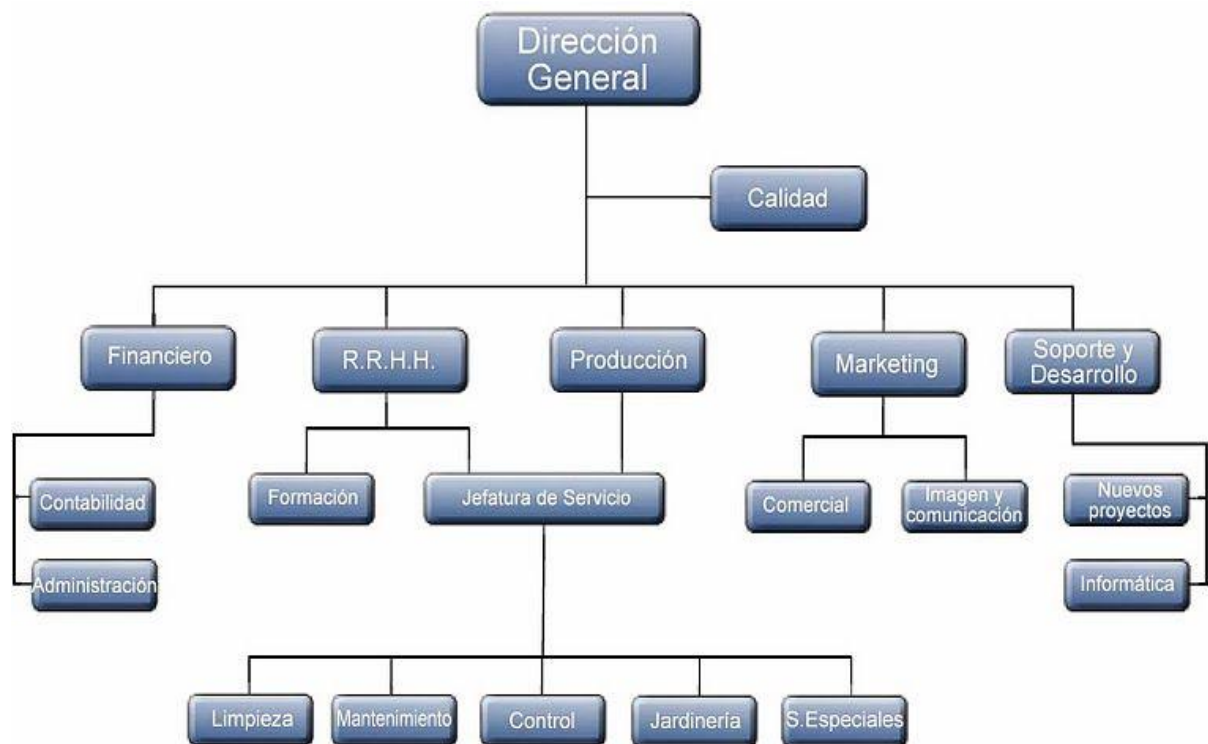 Dirección
General
Calidad
Financiero
R.R.H.H.
Producción
Marketing
Soporte y
Desarrollo
Contabilidad
Formación
Jefatura de Servicio
Comercial
Imagen y
comunicación
Nuevos
proyectos
Administración
Informática
Limpieza
Mantenimiento
Control
Jardinería
S.Especiales